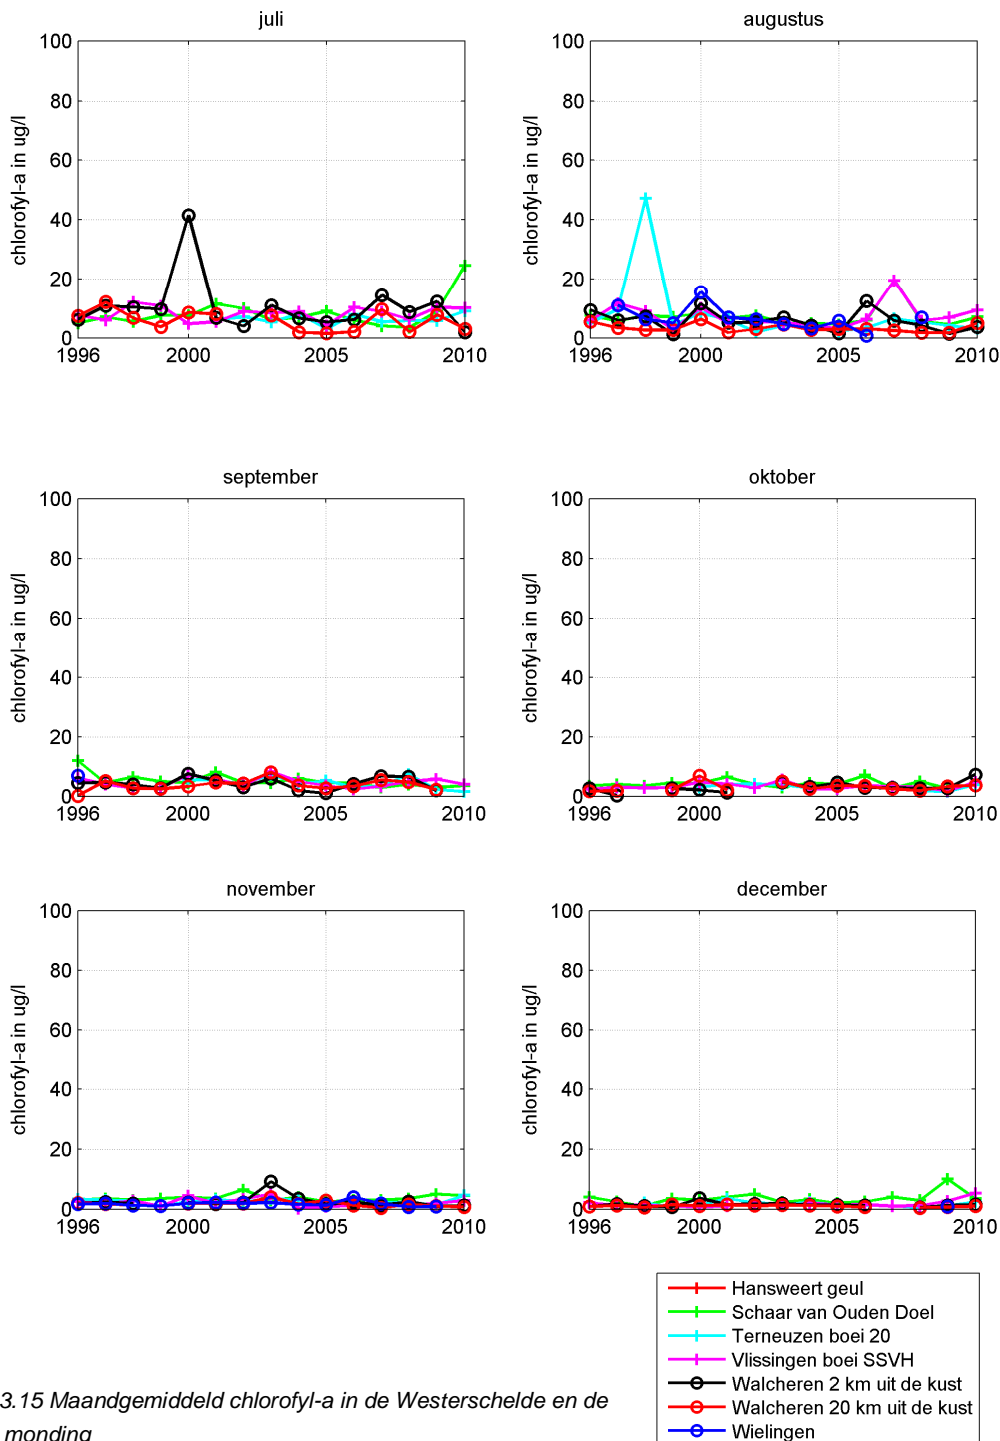 juli
chlorofyl-a in ug/l
100
80
60
40
20
0
1996 2000 2005 2010
augustus
chlorofyl-a in ug/l
100
80
60
40
20
0
1996 2000 2005 2010
september
chlorofyl-a in ug/l
100
80
60
40
20
0
1996 2000 2005 2010
oktober
chlorofyl-a in ug/l
100
80
60
40
20
0
1996 2000 2005 2010
november
chlorofyl-a in ug/l
100
80
60
40
20
0
1996 2000 2005 2010
december
chlorofyl-a in ug/l
100
80
60
40
20
0
1996 2000 2005 2010
Hansweert geul
Schaar van Ouden Doel
Terneuzen boei 20
Vlissingen boei SSVH
Walcheren 2 km uit de kust
Walcheren 20 km uit de kust
Wielingen
3.15 Maandgemiddeld chlorofyl-a in de Westerschelde en de
monding